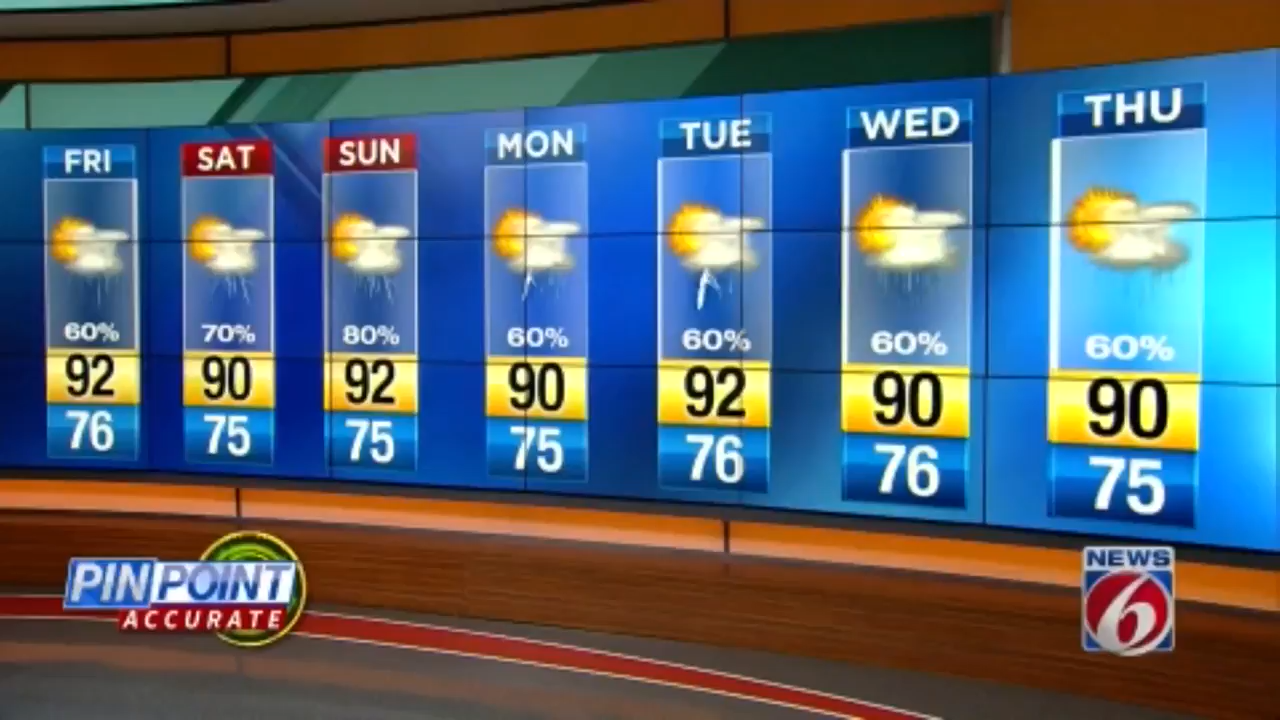 FRI SAT SUN MON TUE WED THU
60% 70% 80% 60% 60% 60% 60%
92 90 92 90 92 90 90
76 75 75 75 76 76 75
PINPOINT
ACCURATE
NEWS
6